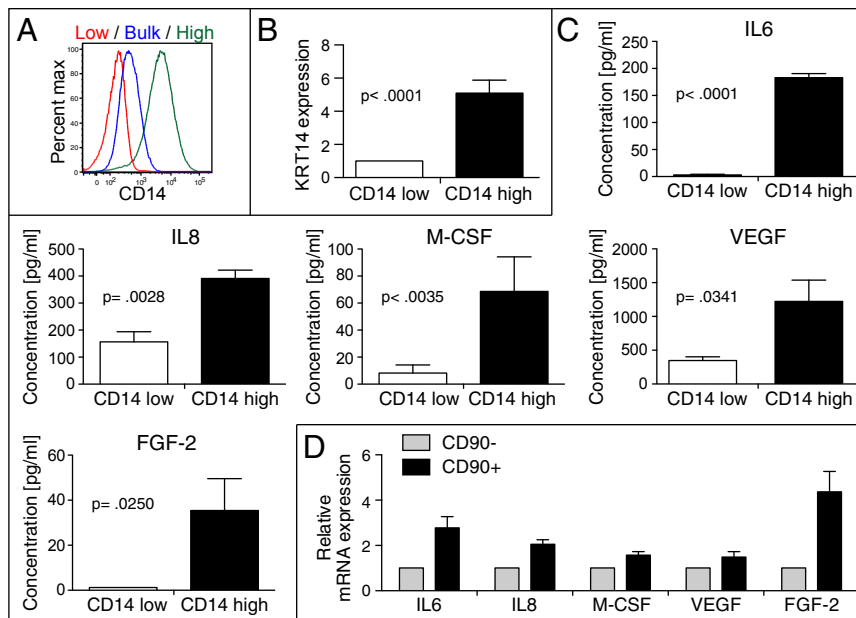 A
Low / Bulk / High
Percent max
100
80
60
40
20
0
0 10² 10³ 10⁴ 10⁵
CD14
B
KRT14 expression
8
6
4
2
0
p< .0001
CD14 low CD14 high
C
IL6
Concentration [pg/ml]
250
200
150
100
50
0
p< .0001
CD14 low CD14 high
IL8
Concentration [pg/ml]
500
400
300
200
100
0
p= .0028
CD14 low CD14 high
M-CSF
Concentration [pg/ml]
100
80
60
40
20
0
p< .0035
CD14 low CD14 high
VEGF
Concentration [pg/ml]
2000
1500
1000
500
0
p= .0341
CD14 low CD14 high
FGF-2
Concentration [pg/ml]
60
40
20
0
p= .0250
CD14 low CD14 high
D
CD90-
CD90+
Relative
mRNA expression
6
4
2
0
IL6 IL8 M-CSF VEGF FGF-2